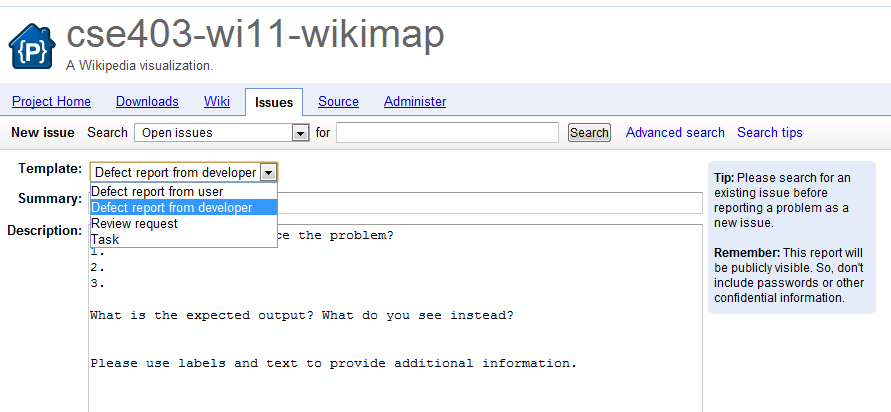 {P}
cse403-wi11-wikimap
A Wikipedia visualization.
Project Home Downloads Wiki Issues Source Administer
New issue Search Open issues for Search Advanced search Search tips
Template: Defect report from developer
Defect report from user
Defect report from developer
Review request
Task
Summary:
Description: ce the problem?
1.
2.
3.
What is the expected output? What do you see instead?
Please use labels and text to provide additional information.
Tip: Please search for an
existing issue before
reporting a problem as a
new issue.
Remember: This report will
be publicly visible. So, don't
include passwords or other
confidential information.